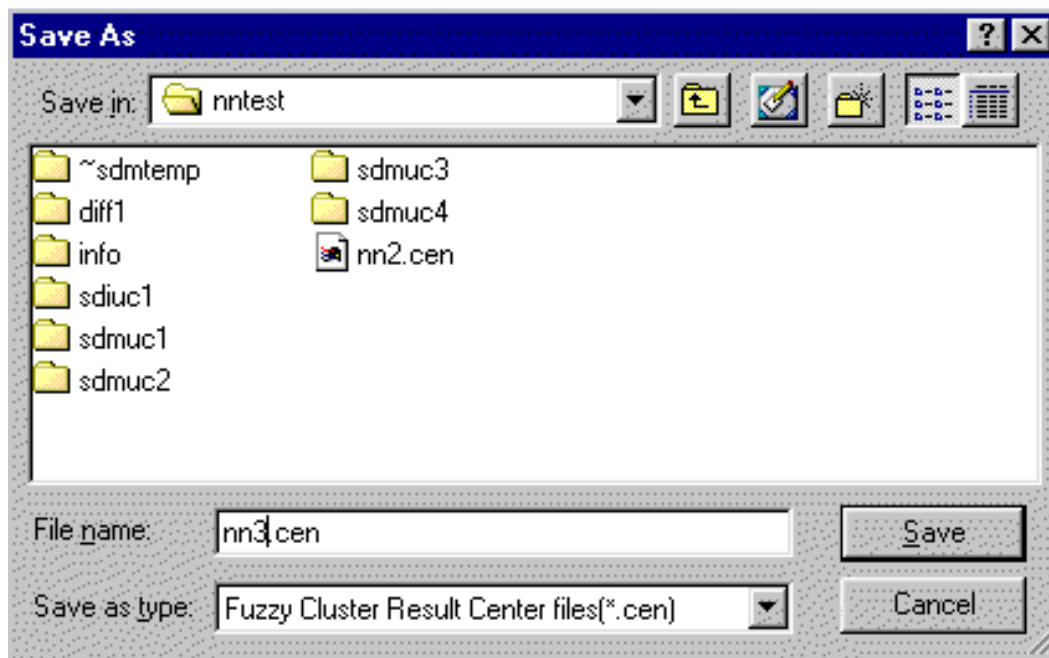 Save As
Save in: nntest
~sdmtemp
diff1
info
sdiuc1
sdmuc1
sdmuc2
sdmuc3
sdmuc4
nn2.cen
File name: nn3.cen Save
Save as type: Fuzzy Cluster Result Center files(*.cen) Cancel